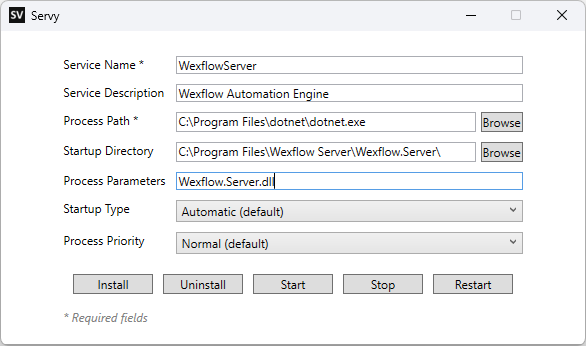 SV Servy
Service Name * WexflowServer
Service Description Wexflow Automation Engine
Process Path * C:\Program Files\dotnet\dotnet.exe Browse
Startup Directory C:\Program Files\Wexflow Server\Wexflow.Server\ Browse
Process Parameters Wexflow.Server.dll
Startup Type Automatic (default)
Process Priority Normal (default)
Install Uninstall Start Stop Restart
* Required fields